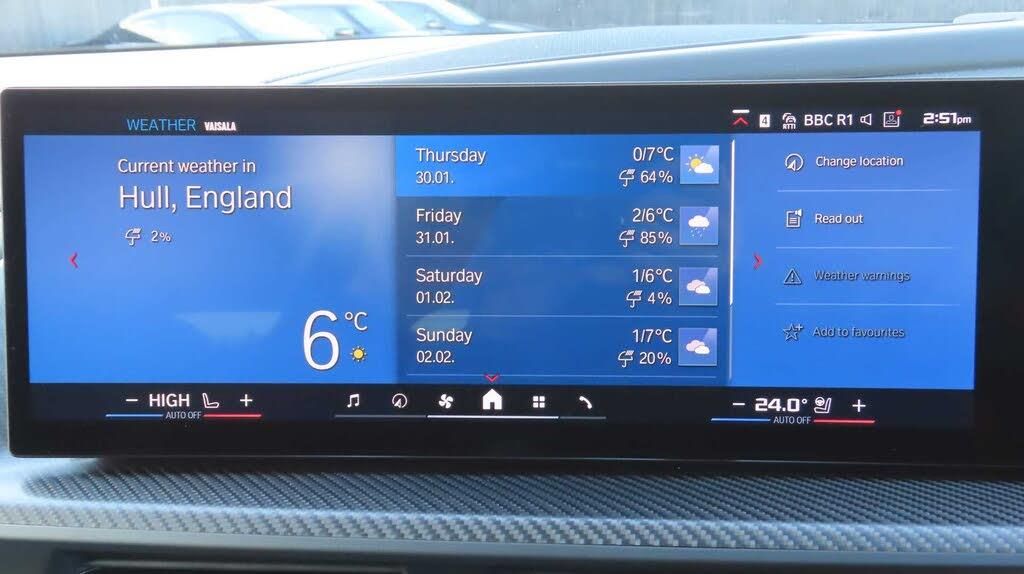 WEATHER VAISALA
4 RTTI BBC R1 2:51pm
Current weather in
Hull, England
2%
6°C
Thursday 0/7°C
30.01. 64%
Friday 2/6°C
31.01. 85%
Saturday 1/6°C
01.02. 4%
Sunday 1/7°C
02.02. 20%
Change location
Read out
Weather warnings
Add to favourites
− HIGH +
AUTO OFF
− 24.0° +
AUTO OFF